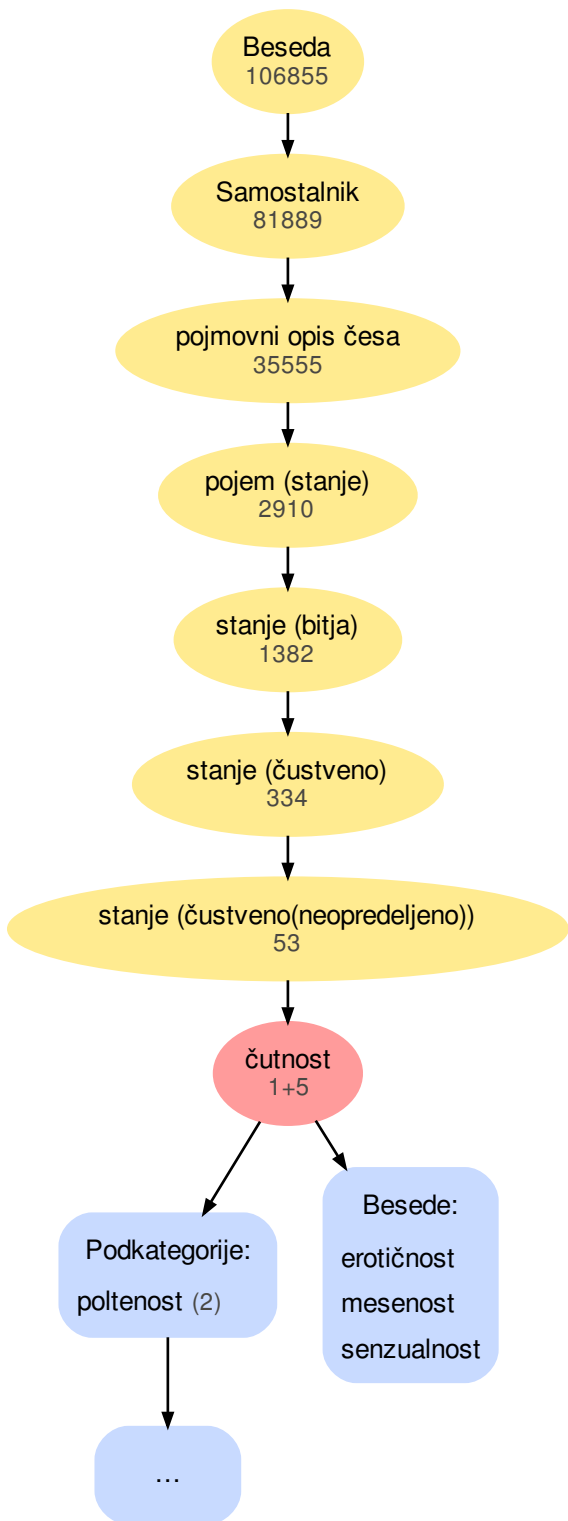 Beseda
106855
Samostalnik
81889
pojmovni opis česa
35555
pojem (stanje)
2910
stanje (bitja)
1382
stanje (čustveno)
334
stanje (čustveno(neopredeljeno))
53
čutnost
1+5
Podkategorije:
poltenost (2)
...
Besede:
erotičnost
mesenost
senzualnost